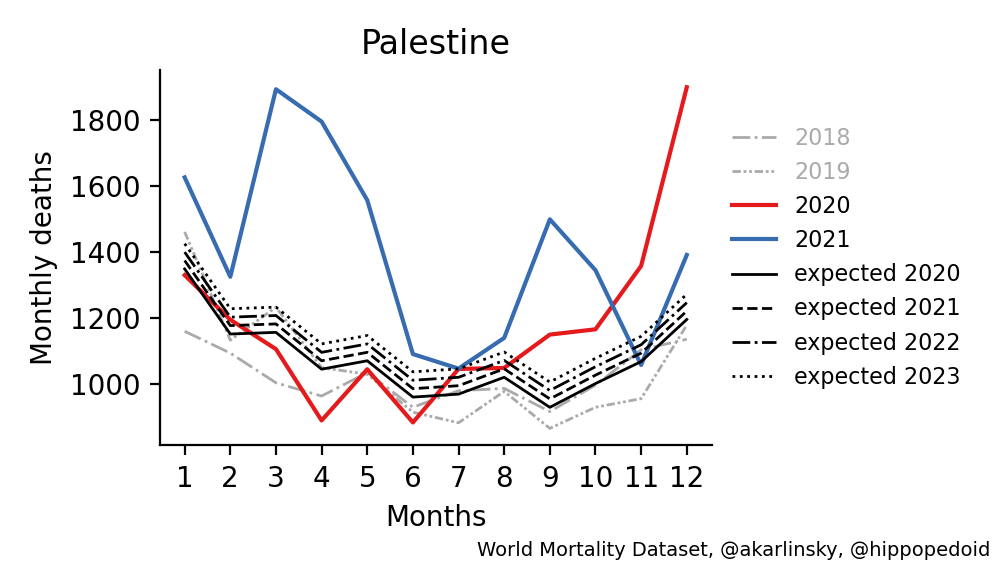 Palestine
Monthly deaths
1800
1600
1400
1200
1000
1 2 3 4 5 6 7 8 9 10 11 12
Months
2018
2019
2020
2021
expected 2020
expected 2021
expected 2022
expected 2023
World Mortality Dataset, @akarlinsky, @hippopedoid